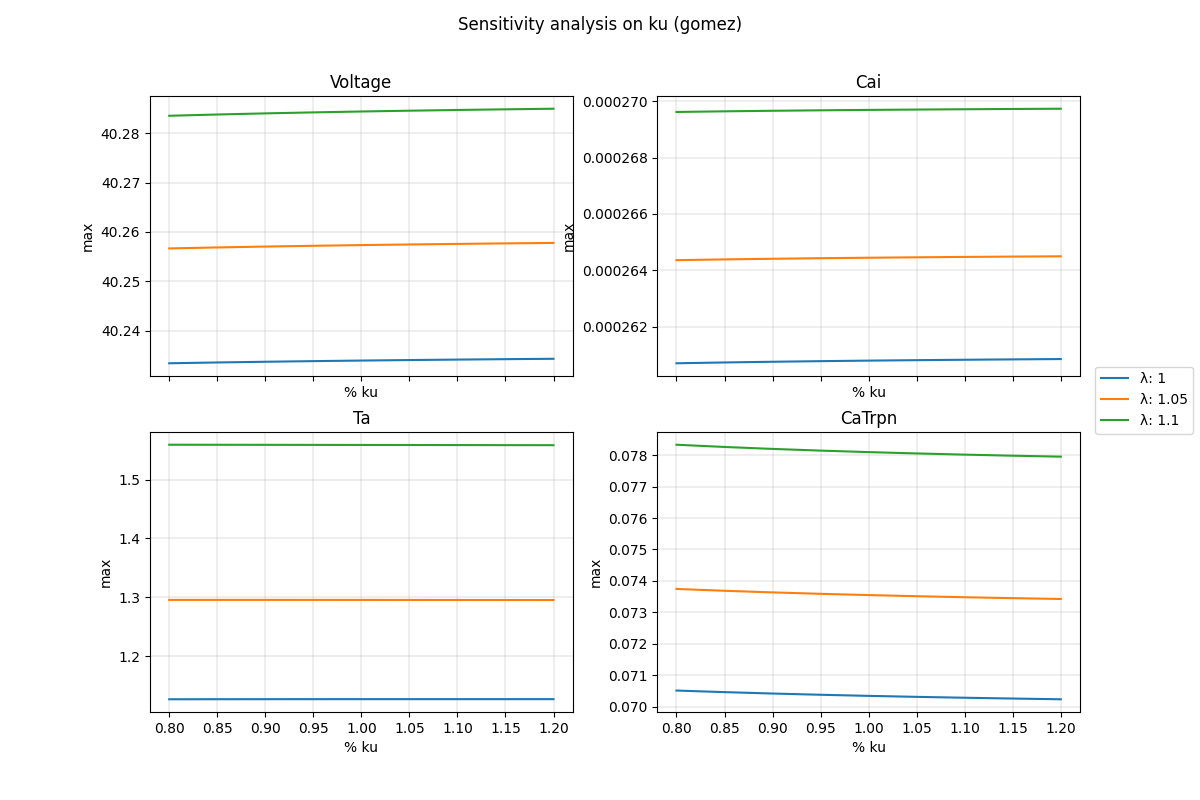 Sensitivity analysis on ku (gomez)
Voltage
max
40.28
40.27
40.26
40.25
40.24
% ku
Cai
max
0.000270
0.000268
0.000266
0.000264
0.000262
% ku
λ: 1
λ: 1.05
λ: 1.1
Ta
max
1.5
1.4
1.3
1.2
0.80 0.85 0.90 0.95 1.00 1.05 1.10 1.15 1.20
% ku
CaTrpn
max
0.078
0.077
0.076
0.075
0.074
0.073
0.072
0.071
0.070
0.80 0.85 0.90 0.95 1.00 1.05 1.10 1.15 1.20
% ku